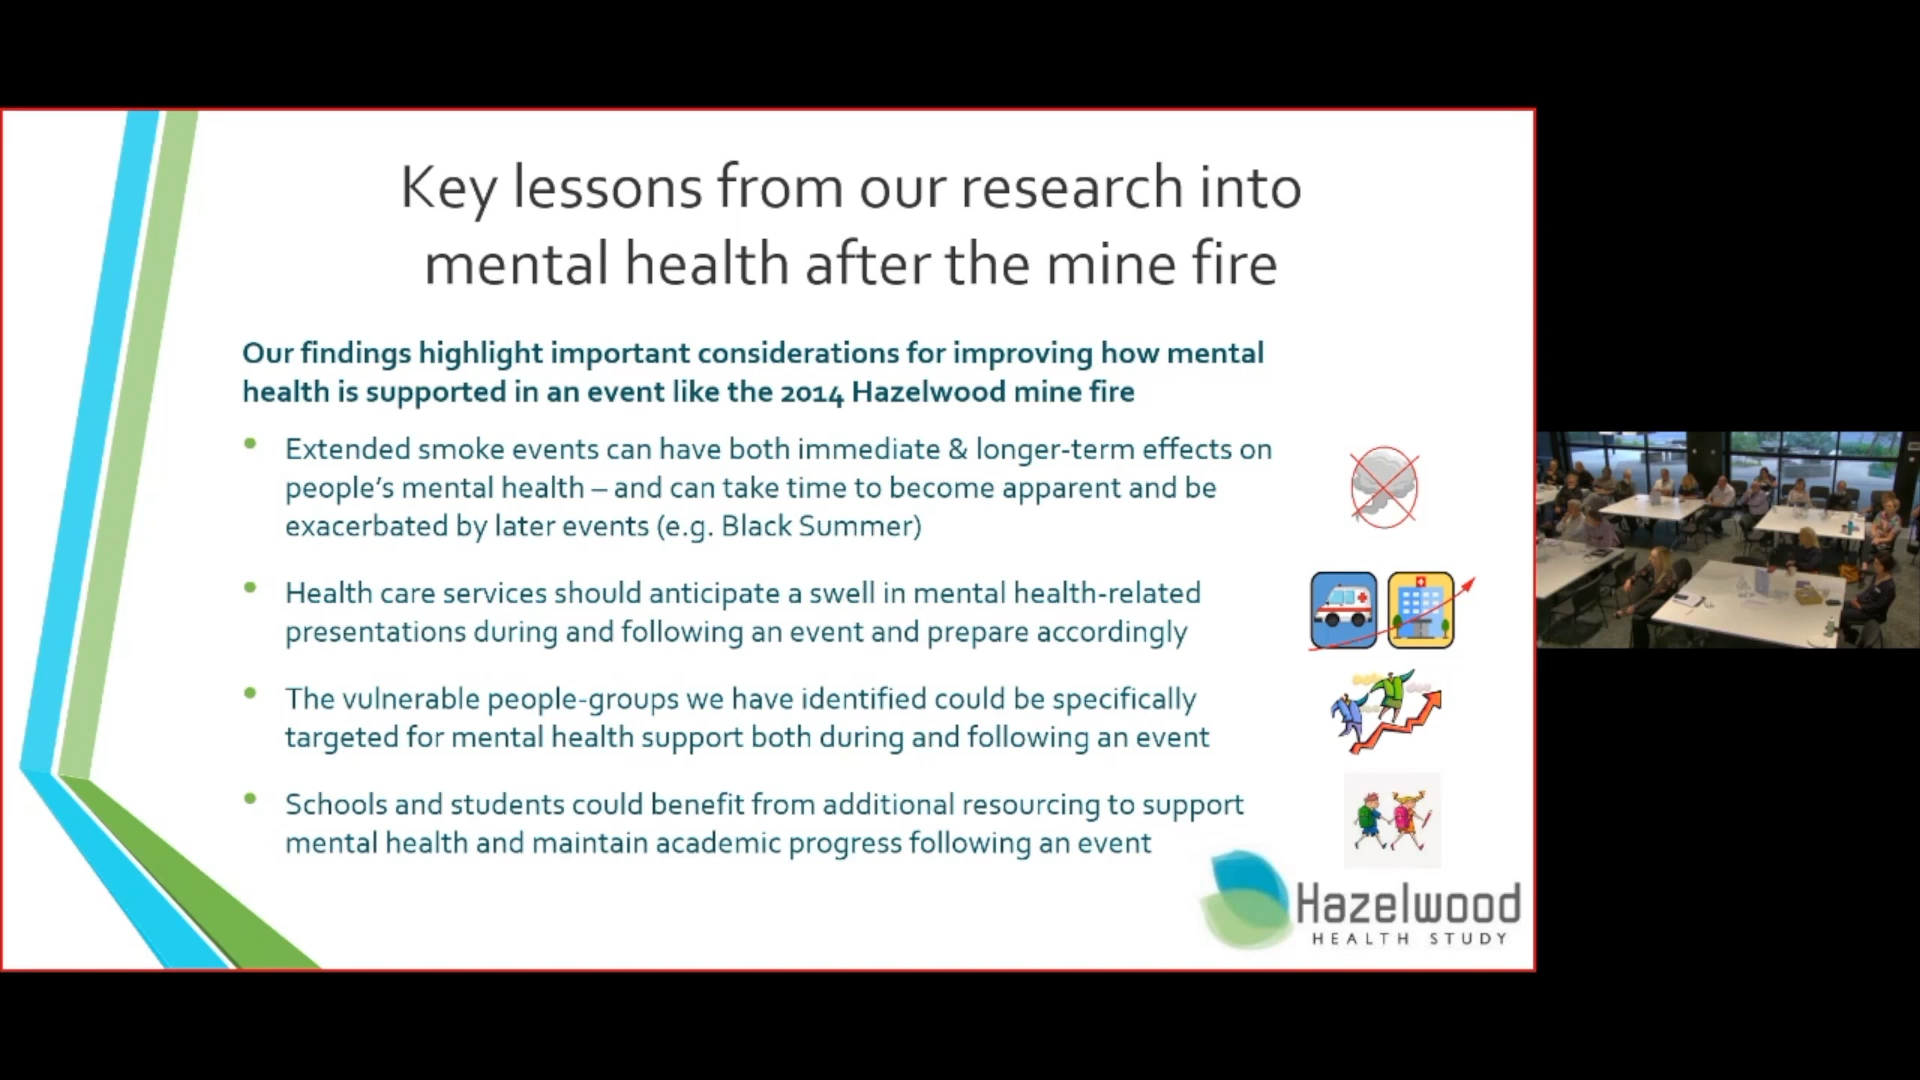 Key lessons from our research into
mental health after the mine fire
Our findings highlight important considerations for improving how mental
health is supported in an event like the 2014 Hazelwood mine fire
• Extended smoke events can have both immediate & longer-term effects on
people’s mental health – and can take time to become apparent and be
exacerbated by later events (e.g. Black Summer)
• Health care services should anticipate a swell in mental health-related
presentations during and following an event and prepare accordingly
• The vulnerable people-groups we have identified could be specifically
targeted for mental health support both during and following an event
• Schools and students could benefit from additional resourcing to support
mental health and maintain academic progress following an event
Hazelwood
HEALTH STUDY